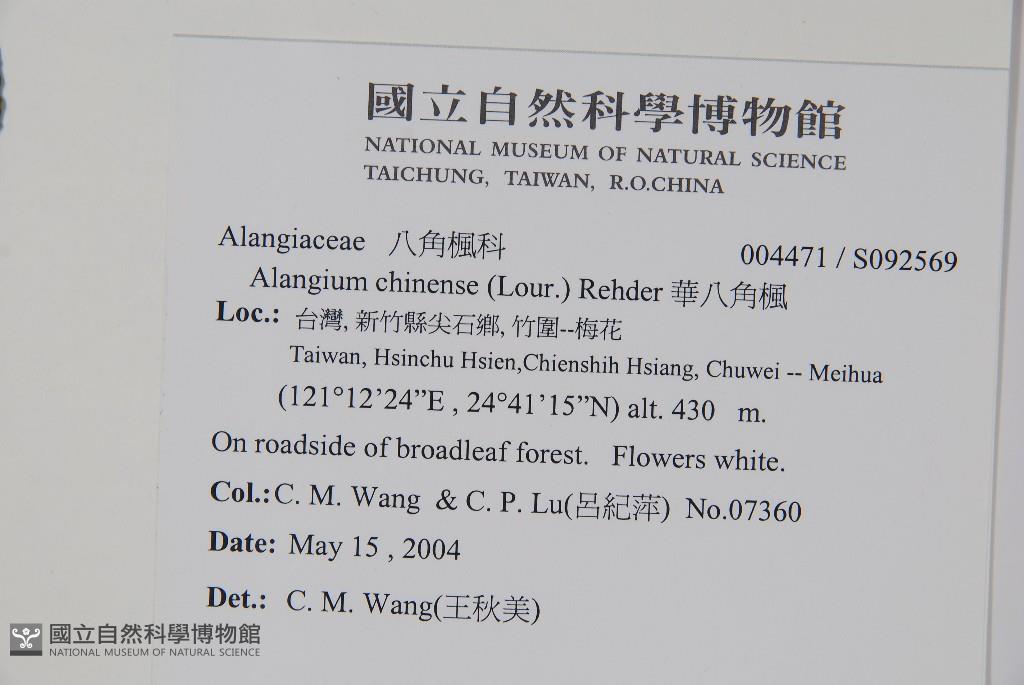 國立自然科學博物館
NATIONAL MUSEUM OF NATURAL SCIENCE
TAICHUNG, TAIWAN, R.O.CHINA
Alangiaceae 八角楓科 004471 / S092569
Alangium chinense (Lour.) Rehder 華八角楓
Loc.: 台灣, 新竹縣尖石鄉, 竹圍--梅花
Taiwan, Hsinchu Hsien,Chienshih Hsiang, Chuwei -- Meihua
(121°12’24”E , 24°41’15”N) alt. 430 m.
On roadside of broadleaf forest. Flowers white.
Col.:C. M. Wang & C. P. Lu(呂紀萍) No.07360
Date: May 15 , 2004
Det.: C. M. Wang(王秋美)
國立自然科學博物館
NATIONAL MUSEUM OF NATURAL SCIENCE